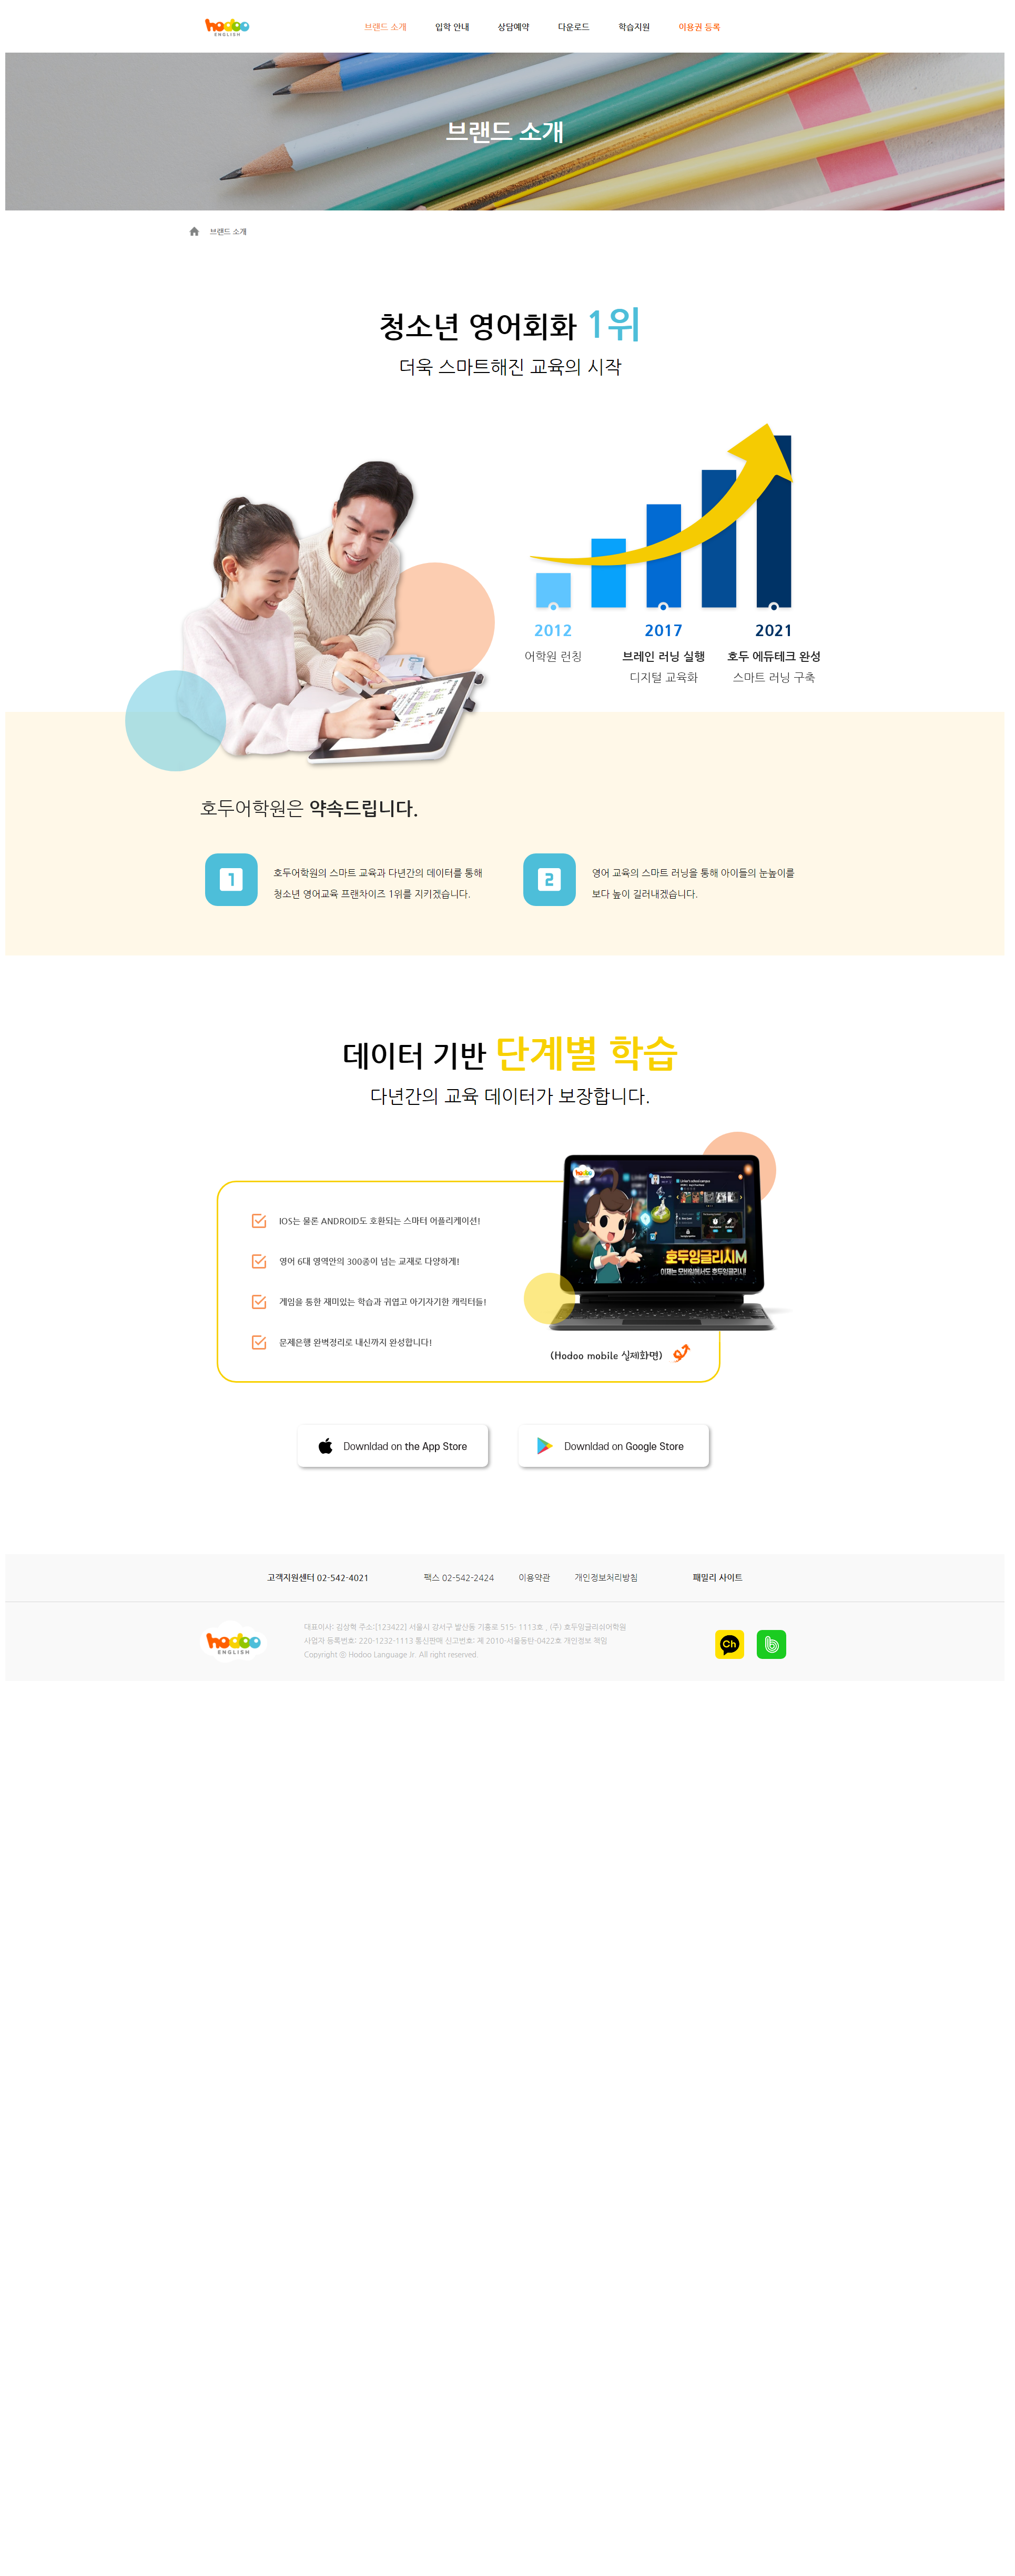 hodoo
ENGLISH
브랜드 소개
입학 안내
상담예약
다운로드
학습지원
이용권 등록
브랜드 소개
브랜드 소개
청소년 영어회화 1위
더욱 스마트해진 교육의 시작
2012
2017
2021
어학원 런칭
브레인 러닝 실행
호두 에듀테크 완성
디지털 교육화
스마트 러닝 구축
호두어학원은 약속드립니다.
1
호두어학원의 스마트 교육과 다년간의 데이터를 통해
청소년 영어교육 프랜차이즈 1위를 지키겠습니다.
2
영어 교육의 스마트 러닝을 통해 아이들의 눈높이를
보다 높이 길러내겠습니다.
데이터 기반 단계별 학습
다년간의 교육 데이터가 보장합니다.
IOS는 물론 ANDROID도 호환되는 스마터 어플리케이션!
영어 6대 영역안의 300종이 넘는 교재로 다양하게!
게임을 통한 재미있는 학습과 귀엽고 아기자기한 캐릭터들!
문제은행 완벽정리로 내신까지 완성합니다!
hodoo
호두잉글리시M
이제는 모바일에서도 호두잉글리시!
(Hodoo mobile 실제화면)
Downldad on the App Store
Downldad on Google Store
고객지원센터 02-542-4021
팩스 02-542-2424
이용약관
개인정보처리방침
패밀리 사이트
hodoo
ENGLISH
대표이사: 김상혁 주소:[123422] 서울시 강서구 발산동 기홍로 515- 1113호 , (주) 호두잉글리쉬어학원
사업자 등록번호: 220-1232-1113 통신판매 신고번호: 제 2010-서울동탄-0422호 개인정보 책임
Copyright ⓒ Hodoo Language Jr. All right reserved.
Ch